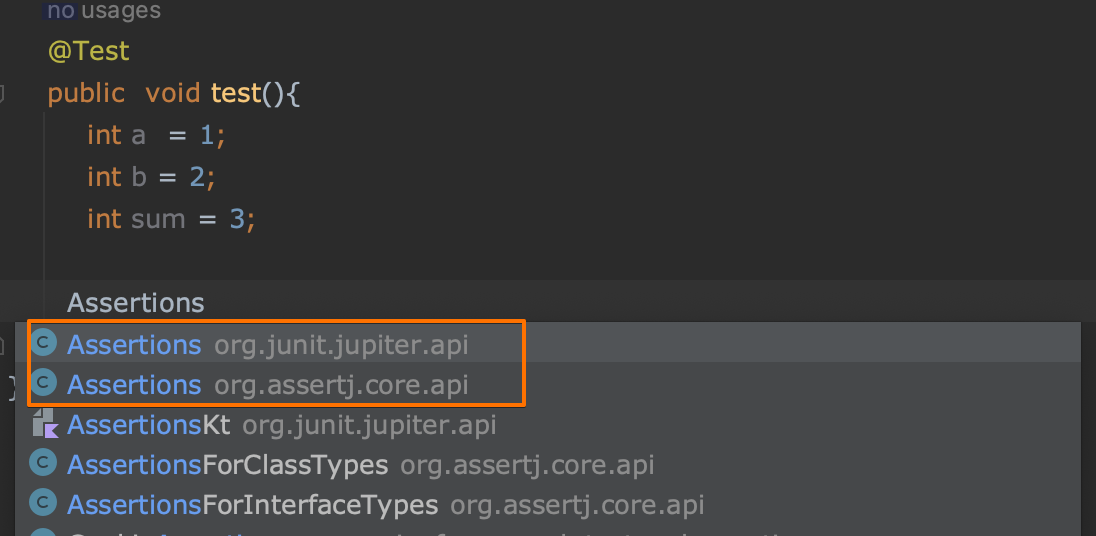 no usages
@Test
public void test(){
int a = 1;
int b = 2;
int sum = 3;
Assertions
Assertions org.junit.jupiter.api
Assertions org.assertj.core.api
}
AssertionsKt org.junit.jupiter.api
AssertionsForClassTypes org.assertj.core.api
AssertionsForInterfaceTypes org.assertj.core.api